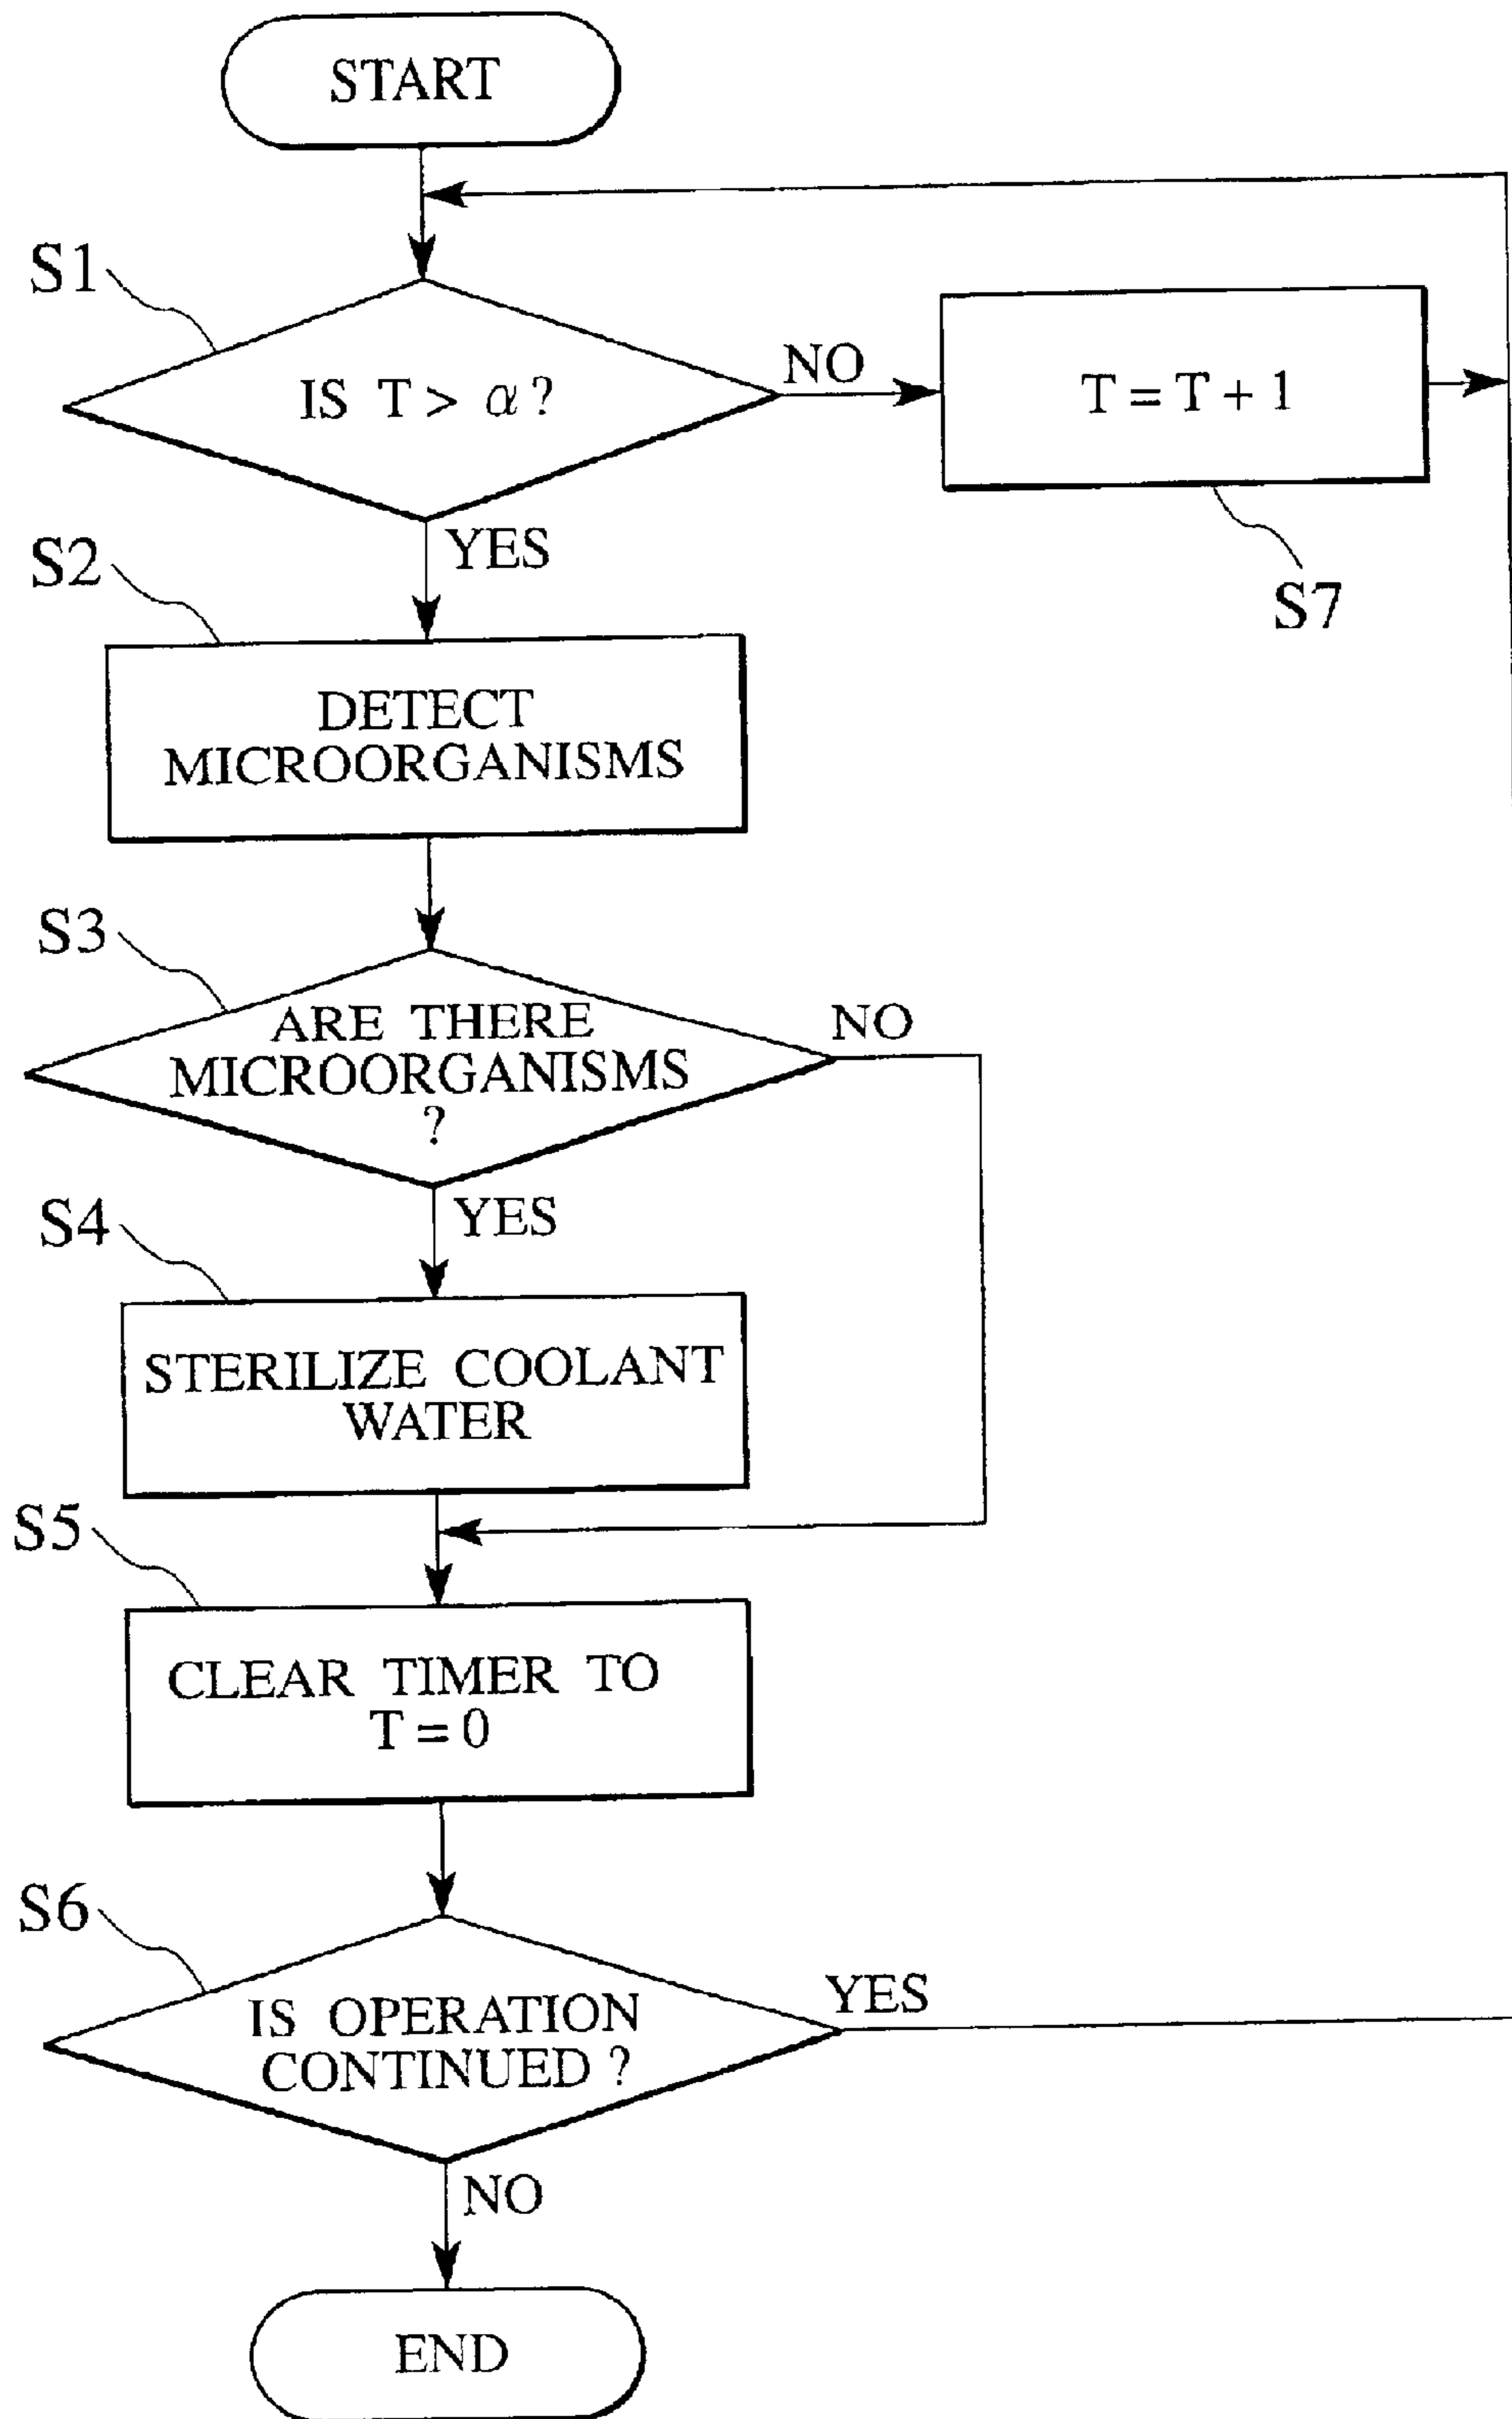 START
S1
IS T > α ?
NO
T = T + 1
S7
YES
S2
DETECT
MICROORGANISMS
S3
ARE THERE
MICROORGANISMS
?
NO
YES
S4
STERILIZE COOLANT
WATER
S5
CLEAR TIMER TO
T = 0
S6
IS OPERATION
CONTINUED ?
YES
NO
END